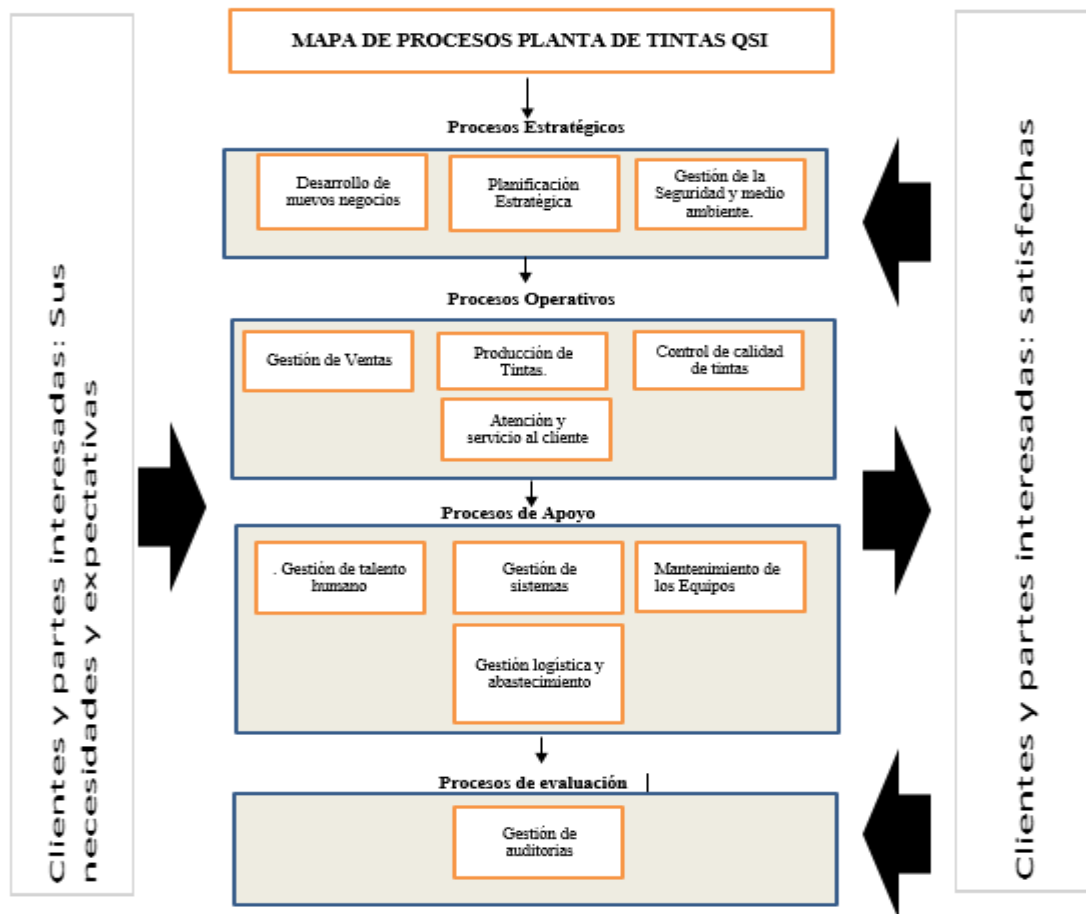 MAPA DE PROCESOS PLANTA DE TINTAS QSI
Clientes y partes interesadas: Sus
necesidades y expectativas
Procesos Estratégicos
Desarrollo de
nuevos negocios
Planificación
Estratégica
Gestión de la
Seguridad y medio
ambiente.
Procesos Operativos
Gestión de Ventas
Producción de
Tintas.
Control de calidad
de tintas
Atención y
servicio al cliente
Procesos de Apoyo
. Gestión de talento
humano
Gestión de
sistemas
Mantenimiento de
los Equipos
Gestión logística y
abastecimiento
Procesos de evaluación
Gestión de
auditorias
Clientes y partes interesadas: satisfechas